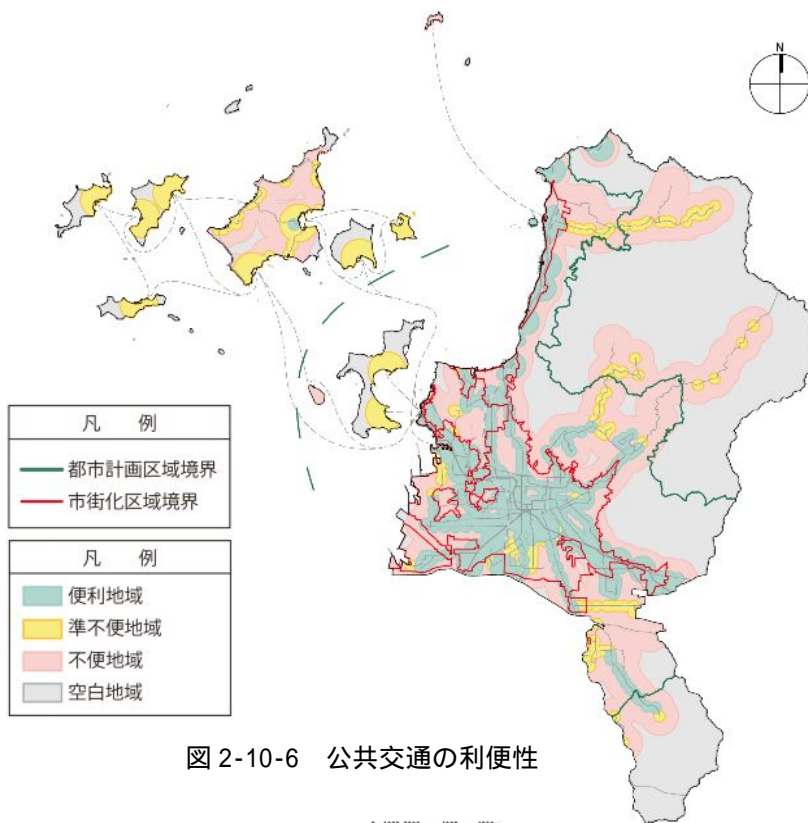 N
凡 例
都市計画区域境界
市街化区域境界
凡 例
便利地域
準不便地域
不便地域
空白地域
図 2-10-6 公共交通の利便性